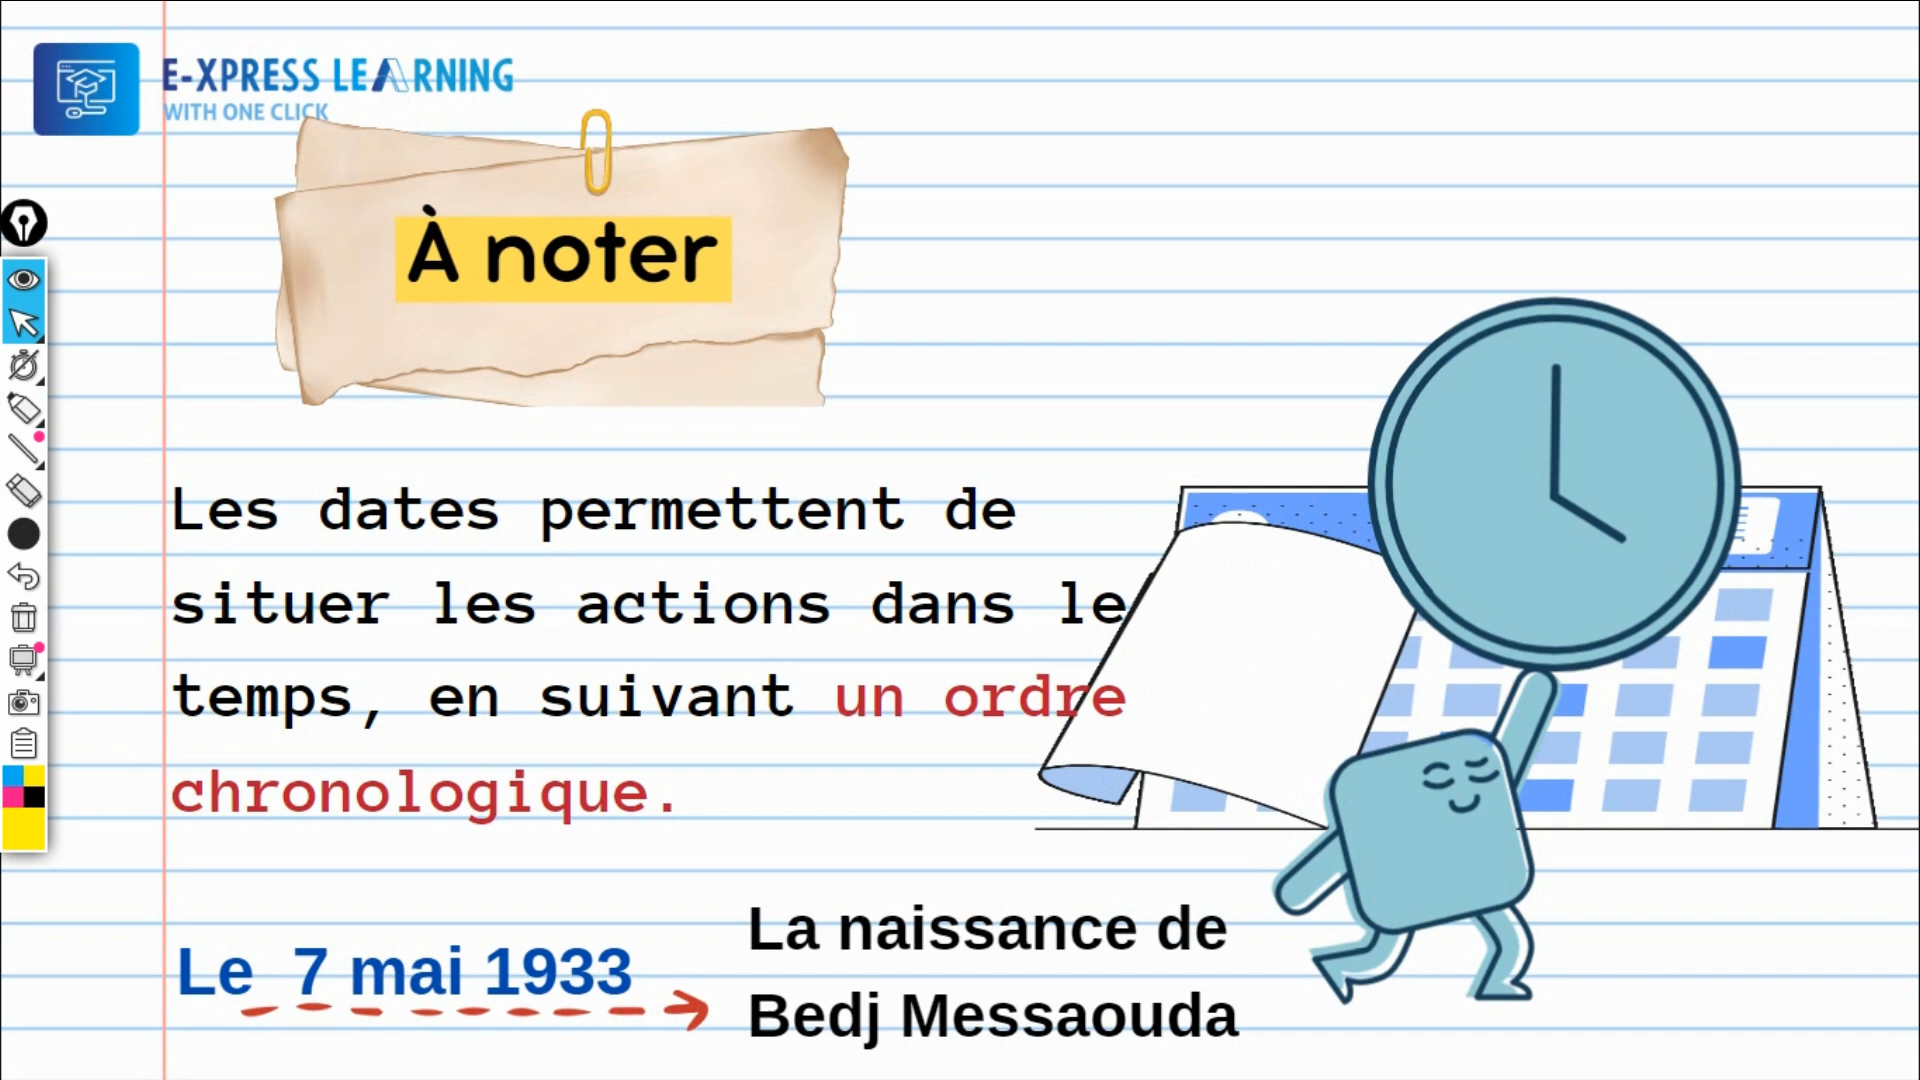 E-XPRESS LEARNING
WITH ONE CLICK
À noter
Les dates permettent de
situer les actions dans le
temps, en suivant un ordre
chronologique.
Le 7 mai 1933
La naissance de
Bedj Messaouda